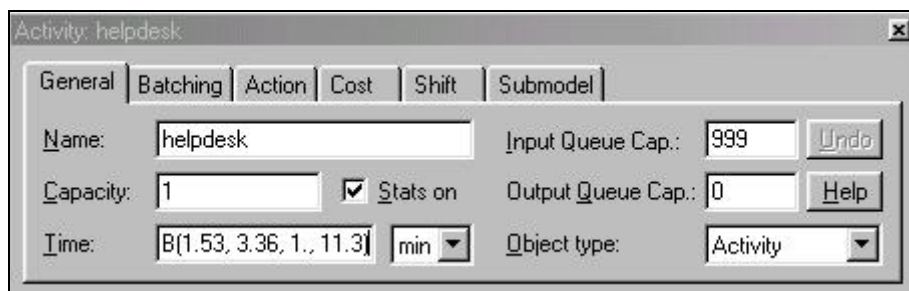 Activity: helpdesk
General Batching Action Cost Shift Submodel
Name: helpdesk Input Queue Cap.: 999 Undo
Capacity: 1 Stats on Output Queue Cap.: 0 Help
Time: B(1.53, 3.36, 1., 11.3) min Object type: Activity